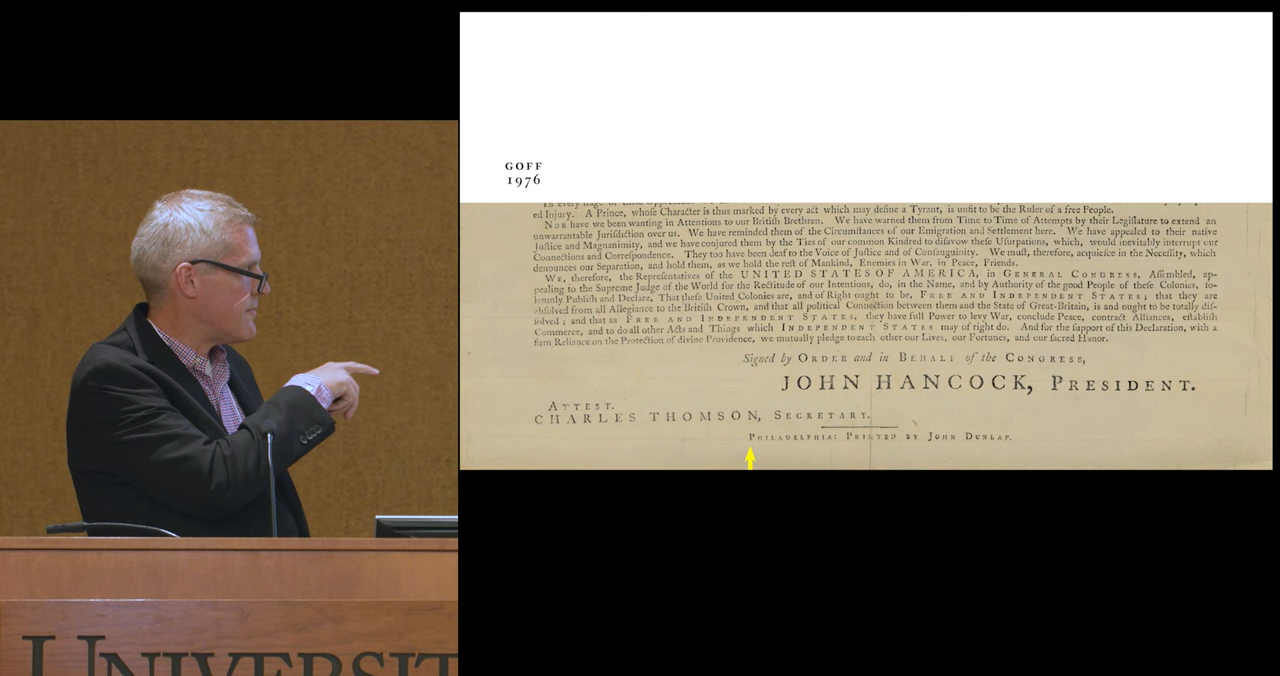 GOFF
1976
ed Injury. A Prince, whoſe Character is thus marked by every act which may define a Tyrant, is unfit to be the Ruler of a free People.
Nor have we been wanting in Attentions to our Britiſh Brethren. We have warned them from Time to Time of Attempts by their Legiſlature to extend an
unwarrantable Juriſdiction over us. We have reminded them of the Circumſtances of our Emigration and Settlement here. We have appealed to their native
Juſtice and Magnanimity, and we have conjured them by the Ties of our common Kindred to diſavow theſe Uſurpations, which, would inevitably interrupt our
Connections and Correſpondence. They too have been deaf to the Voice of Juſtice and of Conſanguinity. We muſt, therefore, acquieſce in the Neceſſity, which
denounces our Separation, and hold them, as we hold the reſt of Mankind, Enemies in War, in Peace, Friends.
We, therefore, the Repreſentatives of the UNITED STATES OF AMERICA, in General Congress, Aſſembled, ap-
pealing to the Supreme Judge of the World for the Rectitude of our Intentions, do, in the Name, and by Authority of the good People of theſe Colonies, ſo-
lemnly Publiſh and Declare, That theſe United Colonies are, and of Right ought to be, Free and Independent States; that they are
abſolved from all Allegiance to the Britiſh Crown, and that all political Connection between them and the State of Great-Britain, is and ought to be totally diſ-
ſolved; and that as Free and Independent States, they have full Power to levy War, conclude Peace, contract Alliances, eſtabliſh
Commerce, and to do all other Acts and Things which Independent States may of right do. And for the ſupport of this Declaration, with a
firm Reliance on the Protection of divine Providence, we mutually pledge to each other our Lives, our Fortunes, and our ſacred Honor.
Signed by Order and in Behalf of the Congress,
JOHN HANCOCK, President.
Attest.
CHARLES THOMSON, Secretary.
Philadelphia: Printed by John Dunlap.
UNIVERSIT